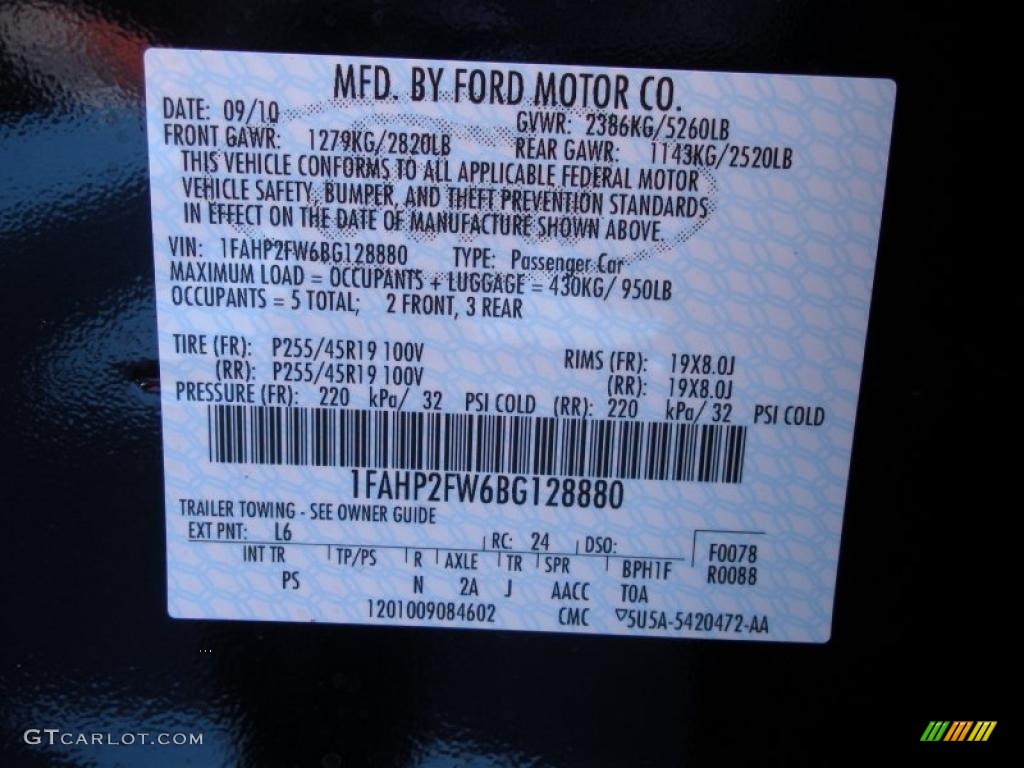 MFD. BY FORD MOTOR CO.
DATE: 09/10 GVWR: 2386KG/5260LB
FRONT GAWR: 1279KG/2820LB REAR GAWR: 1143KG/2520LB
THIS VEHICLE CONFORMS TO ALL APPLICABLE FEDERAL MOTOR
VEHICLE SAFETY, BUMPER, AND THEFT PREVENTION STANDARDS
IN EFFECT ON THE DATE OF MANUFACTURE SHOWN ABOVE.
VIN: 1FAHP2FW6BG128880 TYPE: Passenger Car
MAXIMUM LOAD = OCCUPANTS + LUGGAGE = 430KG/ 950LB
OCCUPANTS = 5 TOTAL; 2 FRONT, 3 REAR
TIRE (FR): P255/45R19 100V RIMS (FR): 19X8.0J
(RR): P255/45R19 100V (RR): 19X8.0J
PRESSURE (FR): 220 kPa/ 32 PSI COLD (RR): 220 kPa/ 32 PSI COLD
1FAHP2FW6BG128880
TRAILER TOWING - SEE OWNER GUIDE
EXT PNT: L6 RC: 24 DSO: F0078
INT TR TP/PS R AXLE TR SPR BPH1F R0088
PS N 2A J AACC TOA
1201009084602 CMC ▽5U5A-5420472-AA
GTCARLOT.COM